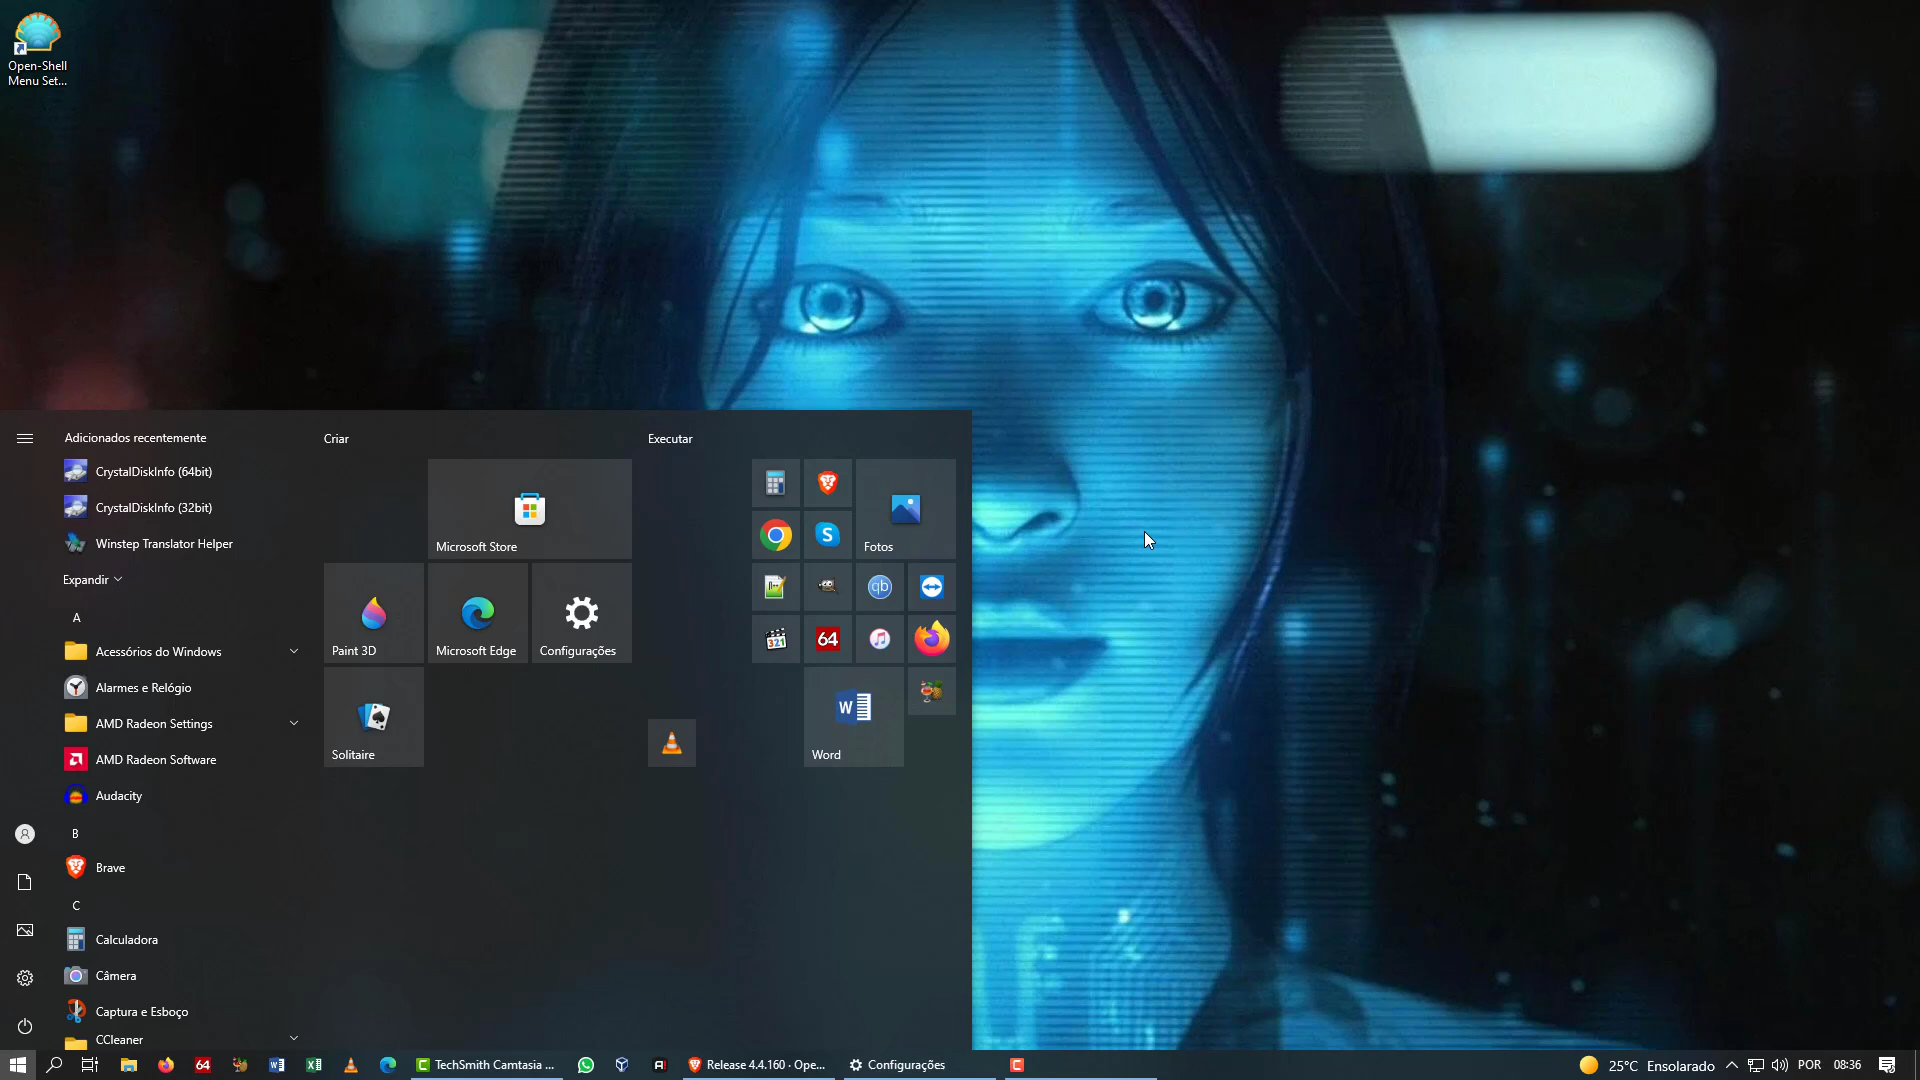 Open-Shell
Menu Set...
Adicionados recentemente
CrystalDiskInfo (64bit)
CrystalDiskInfo (32bit)
Winstep Translator Helper
Expandir
A
Acessórios do Windows
Alarmes e Relógio
AMD Radeon Settings
AMD Radeon Software
Audacity
B
Brave
C
Calculadora
Câmera
Captura e Esboço
CCleaner
Criar
Microsoft Store
Paint 3D
Microsoft Edge
Configurações
Solitaire
Executar
S
Fotos
qb
321
64
W
Word
64
W
X
C
TechSmith Camtasia ...
AI
Release 4.4.160 · Ope...
Configurações
C
25°C Ensolarado
POR
08:36